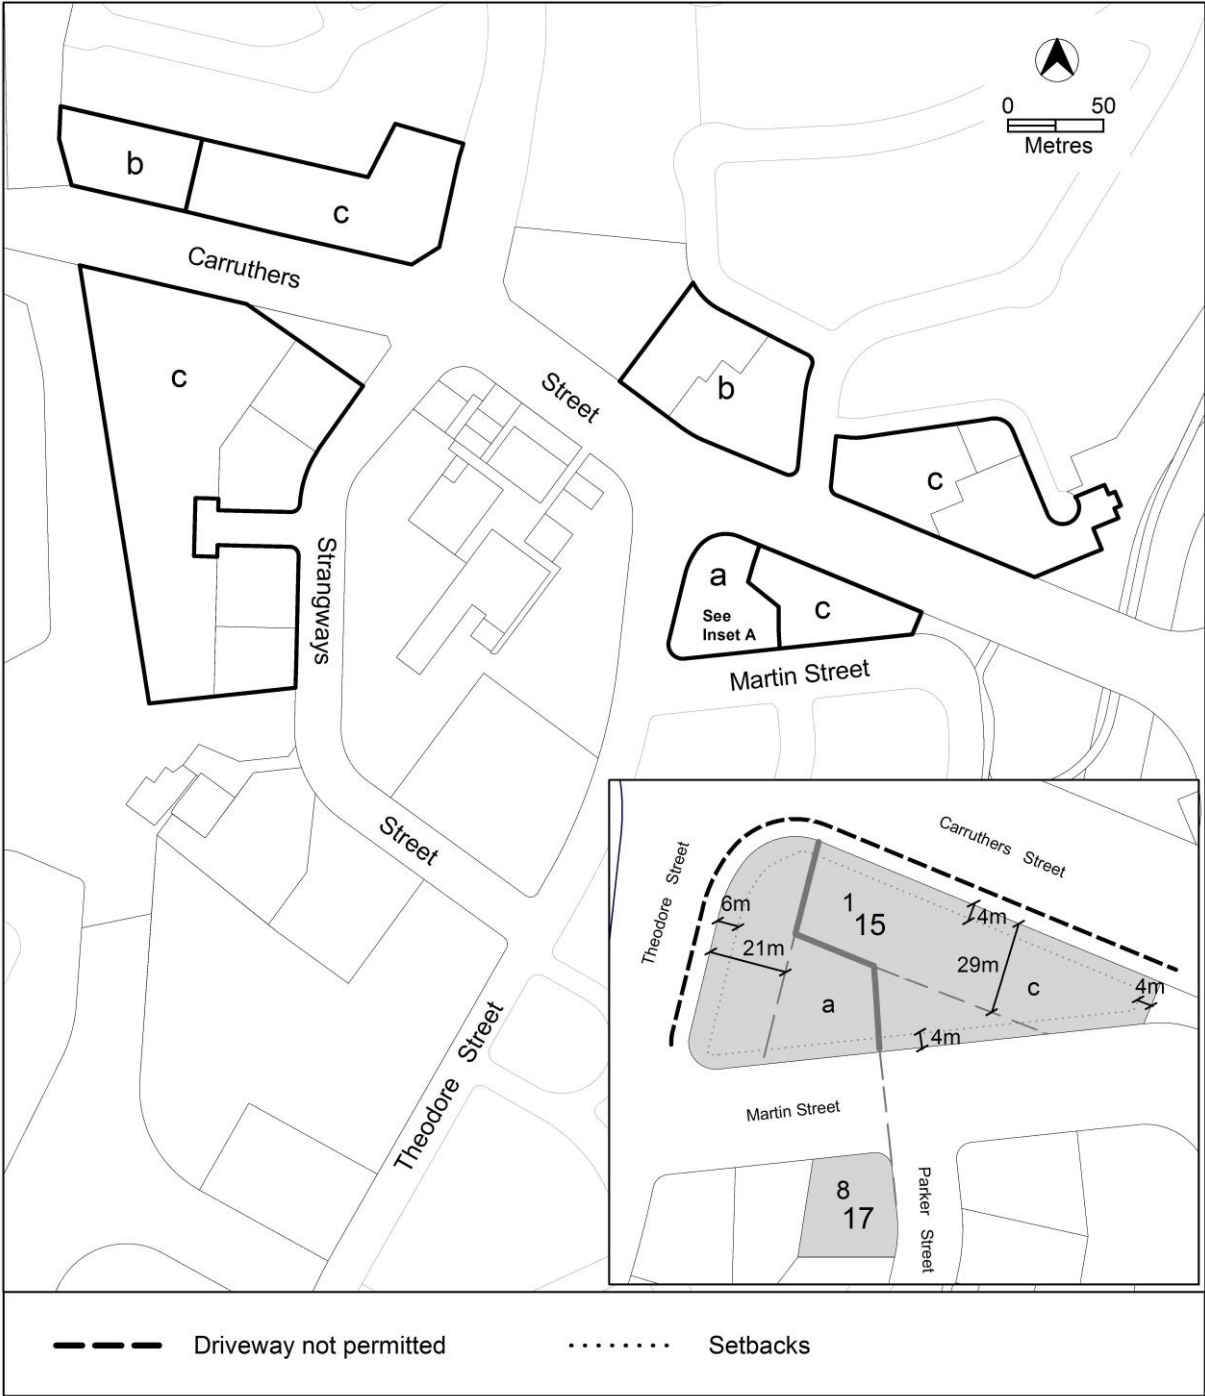 0 50
Metres
b
c
Carruthers
Street
c
b
c
a
See
Inset A
c
Martin Street
Strangways
Street
Theodore Street
Carruthers Street
Theodore Street
6m
1
15
4m
21m
29m
a
c
4m
4m
Martin Street
8
17
Parker Street
Driveway not permitted
Setbacks